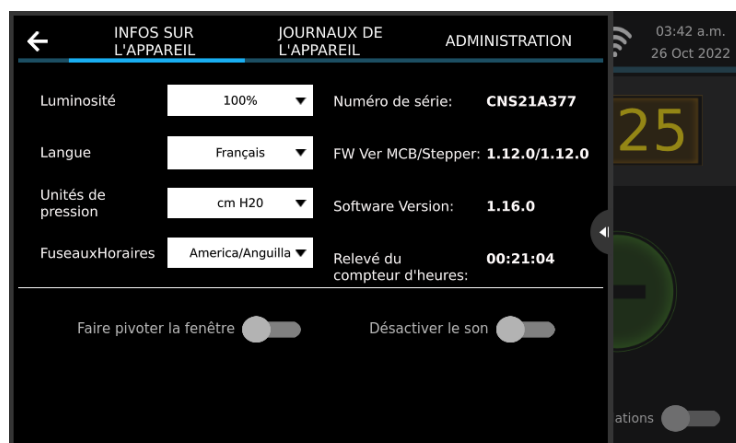 INFOS SUR
L'APPAREIL
JOURNAUX DE
L'APPAREIL
ADMINISTRATION
03:42 a.m.
26 Oct 2022
Luminosité
100%
Numéro de série:
CNS21A377
25
Langue
Français
FW Ver MCB/Stepper:
1.12.0/1.12.0
Unités de
pression
cm H20
Software Version:
1.16.0
FuseauxHoraires
America/Anguilla
Relevé du
compteur d'heures:
00:21:04
Faire pivoter la fenêtre
Désactiver le son
ations